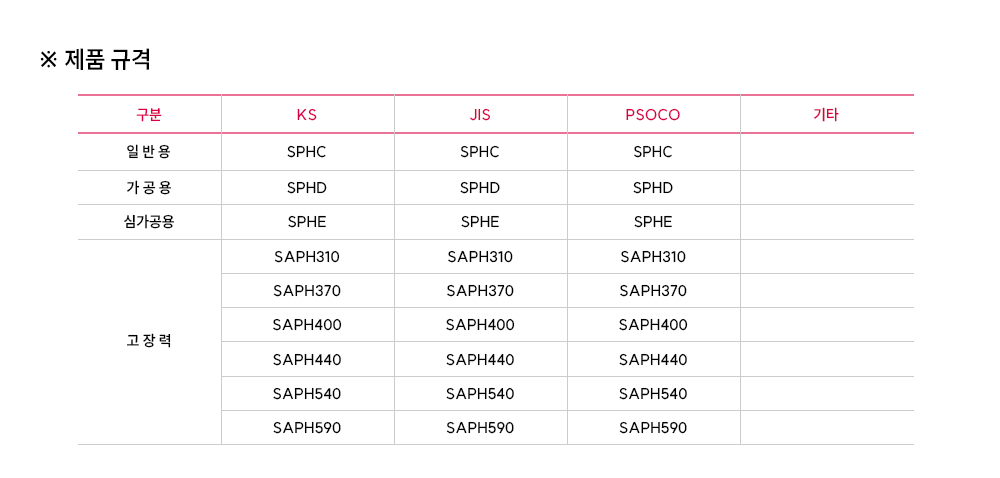 ※ 제품 규격
구분 KS JIS PSOCO 기타
일 반 용 SPHC SPHC SPHC
가 공 용 SPHD SPHD SPHD
심가공용 SPHE SPHE SPHE
SAPH310 SAPH310 SAPH310
SAPH370 SAPH370 SAPH370
SAPH400 SAPH400 SAPH400
고 장 력
SAPH440 SAPH440 SAPH440
SAPH540 SAPH540 SAPH540
SAPH590 SAPH590 SAPH590